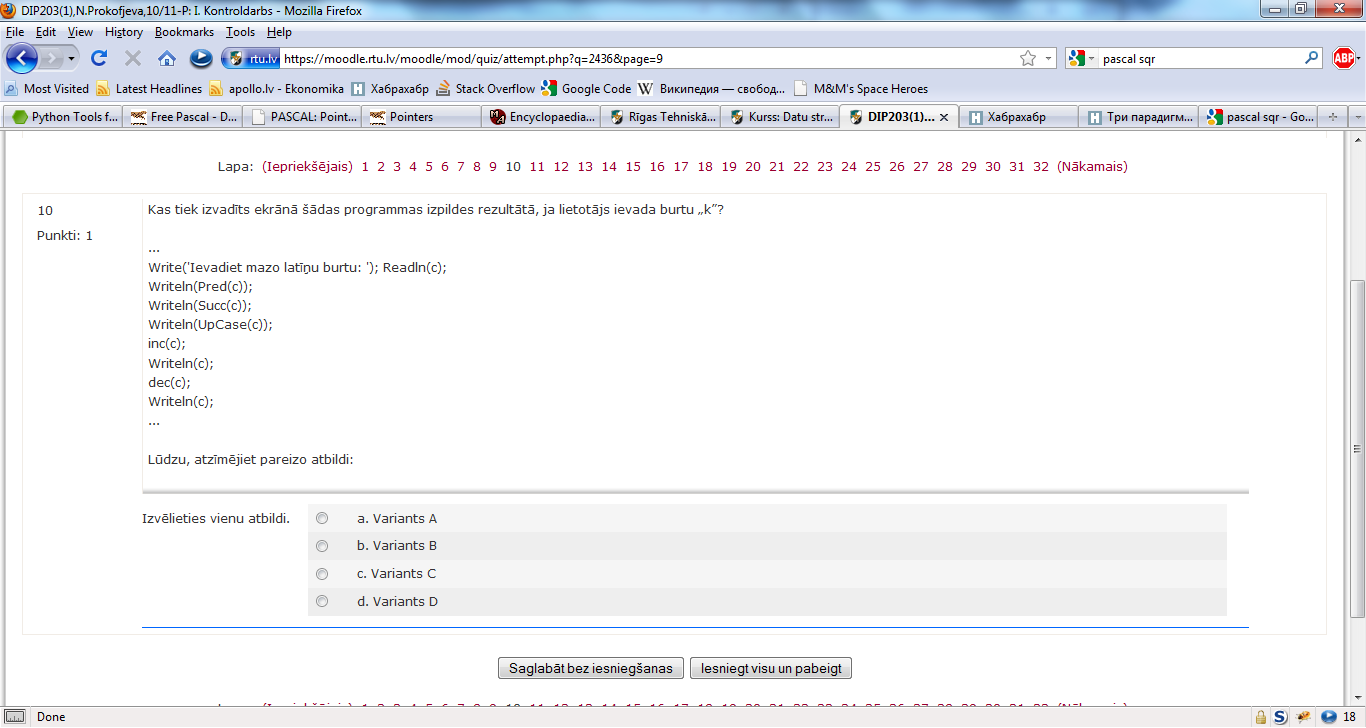 DIP203(1),N.Prokofjeva,10/11-P: I. Kontroldarbs - Mozilla Firefox
File Edit View History Bookmarks Tools Help
rtu.lv https://moodle.rtu.lv/moodle/mod/quiz/attempt.php?q=2436&page=9 pascal sqr ABP
Most Visited Latest Headlines apollo.lv - Ekonomika Хабрахабр Stack Overflow Google Code Википедия — свобод... M&M's Space Heroes
Python Tools f... Free Pascal - D... PASCAL: Point... Pointers Encyclopaedia... Rīgas Tehniskā... Kurss: Datu str... DIP203(1)... Хабрахабр Три парадигм... pascal sqr - Go...
Lapa: (Iepriekšējais) 1 2 3 4 5 6 7 8 9 10 11 12 13 14 15 16 17 18 19 20 21 22 23 24 25 26 27 28 29 30 31 32 (Nākamais)
10
Punkti: 1
Kas tiek izvadīts ekrānā šādas programmas izpildes rezultātā, ja lietotājs ievada burtu „k”?
...
Write('Ievadiet mazo latīņu burtu: '); Readln(c);
Writeln(Pred(c));
Writeln(Succ(c));
Writeln(UpCase(c));
inc(c);
Writeln(c);
dec(c);
Writeln(c);
...
Lūdzu, atzīmējiet pareizo atbildi:
Izvēlieties vienu atbildi.
a. Variants A
b. Variants B
c. Variants C
d. Variants D
Saglabāt bez iesniegšanas Iesniegt visu un pabeigt
Done 18